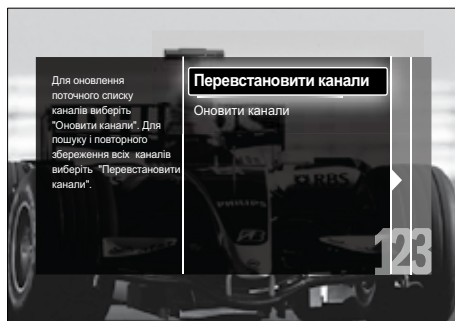 Для оновлення
поточного списку
каналів виберіть
"Оновити канали". Для
пошуку і повторного
збереження всіх каналів
виберіть "Перевстановити
канали".
Перевстановити канали
Оновити канали
RBS
PHILIPS
123